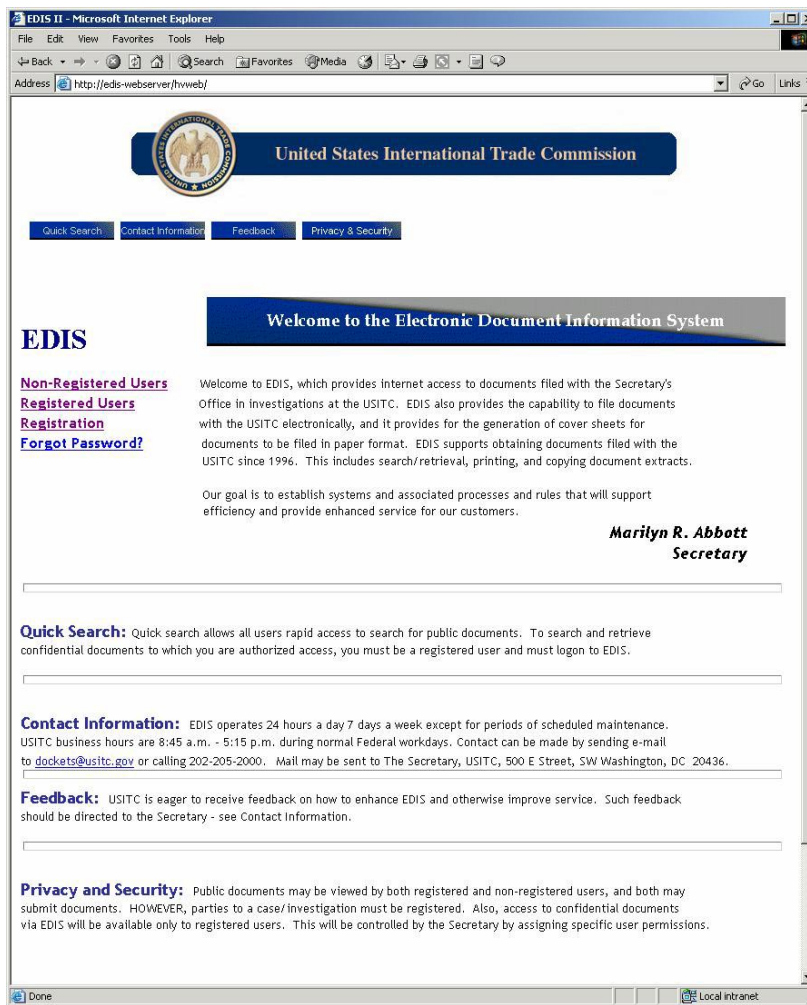 EDIS II - Microsoft Internet Explorer
File Edit View Favorites Tools Help
Back Search Favorites Media
Address http://edis-webserver/hvweb/ Go Links
UNITED STATES INTERNATIONAL TRADE COMMISSION
United States International Trade Commission
Quick Search Contact Information Feedback Privacy & Security
Welcome to the Electronic Document Information System
EDIS
Non-Registered Users
Registered Users
Registration
Forgot Password?
Welcome to EDIS, which provides internet access to documents filed with the Secretary's
Office in investigations at the USITC. EDIS also provides the capability to file documents
with the USITC electronically, and it provides for the generation of cover sheets for
documents to be filed in paper format. EDIS supports obtaining documents filed with the
USITC since 1996. This includes search/retrieval, printing, and copying document extracts.
Our goal is to establish systems and associated processes and rules that will support
efficiency and provide enhanced service for our customers.
Marilyn R. Abbott
Secretary
Quick Search: Quick search allows all users rapid access to search for public documents. To search and retrieve
confidential documents to which you are authorized access, you must be a registered user and must logon to EDIS.
Contact Information: EDIS operates 24 hours a day 7 days a week except for periods of scheduled maintenance.
USITC business hours are 8:45 a.m. - 5:15 p.m. during normal Federal workdays. Contact can be made by sending e-mail
to dockets@usitc.gov or calling 202-205-2000. Mail may be sent to The Secretary, USITC, 500 E Street, SW Washington, DC 20436.
Feedback: USITC is eager to receive feedback on how to enhance EDIS and otherwise improve service. Such feedback
should be directed to the Secretary - see Contact Information.
Privacy and Security: Public documents may be viewed by both registered and non-registered users, and both may
submit documents. HOWEVER, parties to a case/investigation must be registered. Also, access to confidential documents
via EDIS will be available only to registered users. This will be controlled by the Secretary by assigning specific user permissions.
Done Local intranet